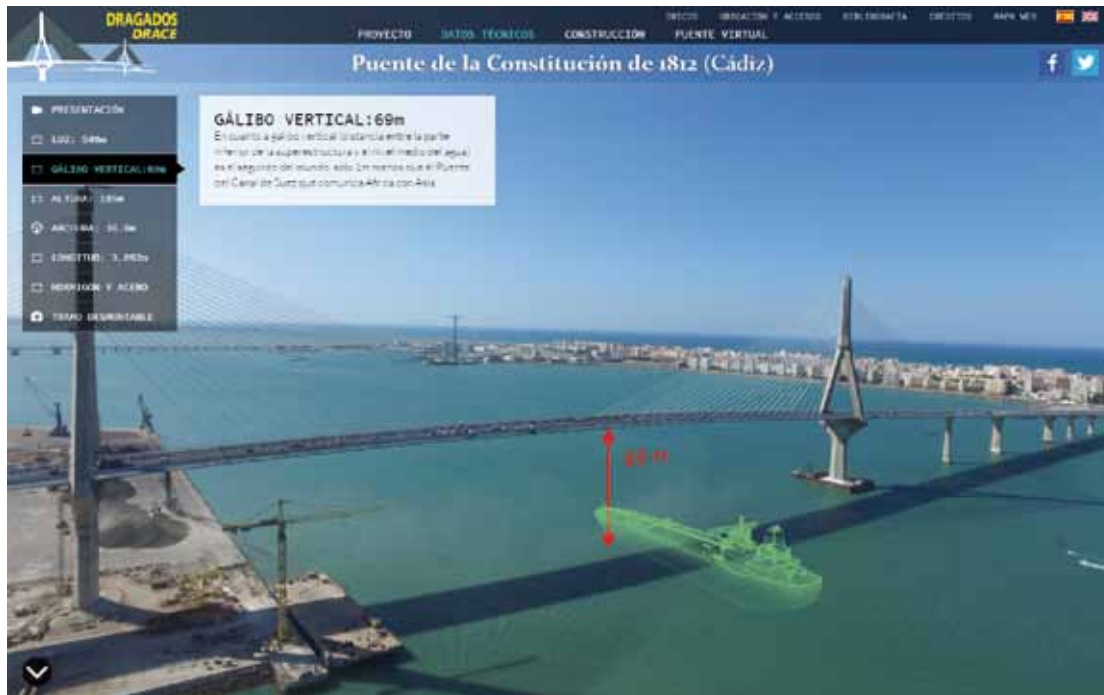 DRAGADOS
DRACE
INICIO UBICACIÓN Y ACCESOS BIBLIOGRAFÍA CRÉDITOS MAPA WEB
PROYECTO DATOS TÉCNICOS CONSTRUCCIÓN PUENTE VIRTUAL
Puente de la Constitución de 1812 (Cádiz)
PRESENTACIÓN
LUZ: 540m
GÁLIBO VERTICAL:69m
ALTURA: 185m
LONGITUD: 3.092m
HORMIGÓN Y ACERO
TRAMO DESMONTABLE
GÁLIBO VERTICAL:69m
En cuanto a gálibo vertical (distancia entre la parte
inferior de la superestructura y el nivel medio del agua)
es el segundo del mundo, sólo 1m menos que el Puente
del Canal de Suez que comunica África con Asia.
69 m